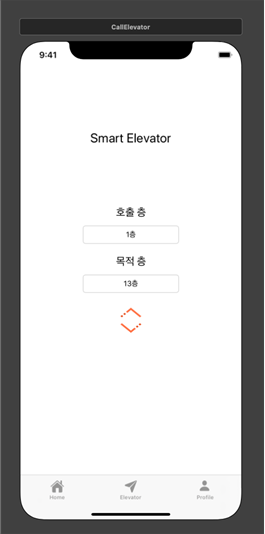 CallElevator
9:41
Smart Elevator
호출 층
1층
목적 층
13층
Home
Elevator
Profile